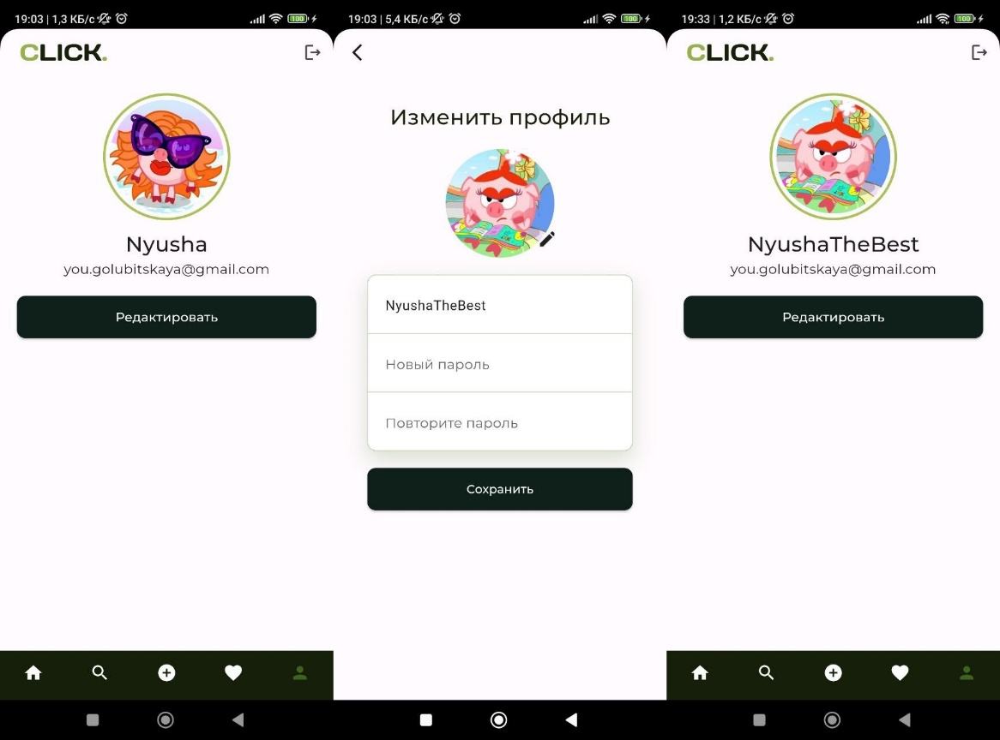 19:03 | 1,3 КБ/с
100
CLICK.
Nyusha
you.golubitskaya@gmail.com
Редактировать
19:03 | 5,4 КБ/с
100
Изменить профиль
NyushaTheBest
Новый пароль
Повторите пароль
Сохранить
19:33 | 1,2 КБ/с
100
CLICK.
NyushaTheBest
you.golubitskaya@gmail.com
Редактировать